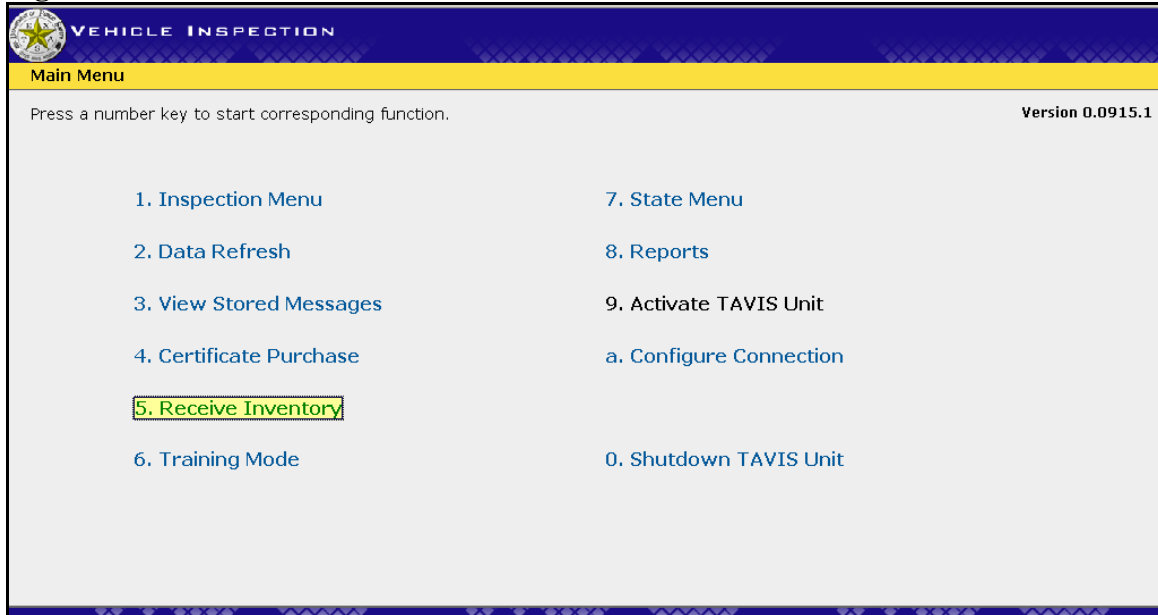 VEHICLE INSPECTION
Main Menu
Press a number key to start corresponding function.
Version 0.0915.1
1. Inspection Menu
2. Data Refresh
3. View Stored Messages
4. Certificate Purchase
5. Receive Inventory
6. Training Mode
7. State Menu
8. Reports
9. Activate TAVIS Unit
a. Configure Connection
0. Shutdown TAVIS Unit